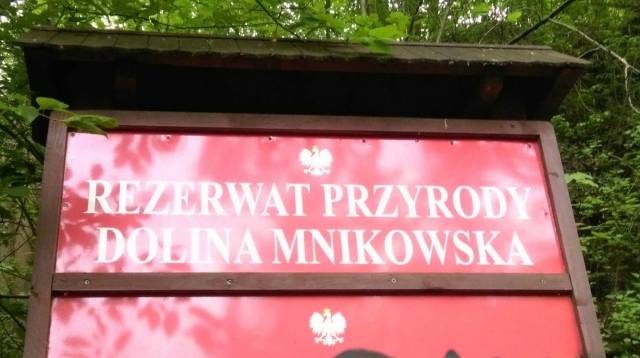 REZERWAT PRZYRODY
DOLINA MNIKOWSKA